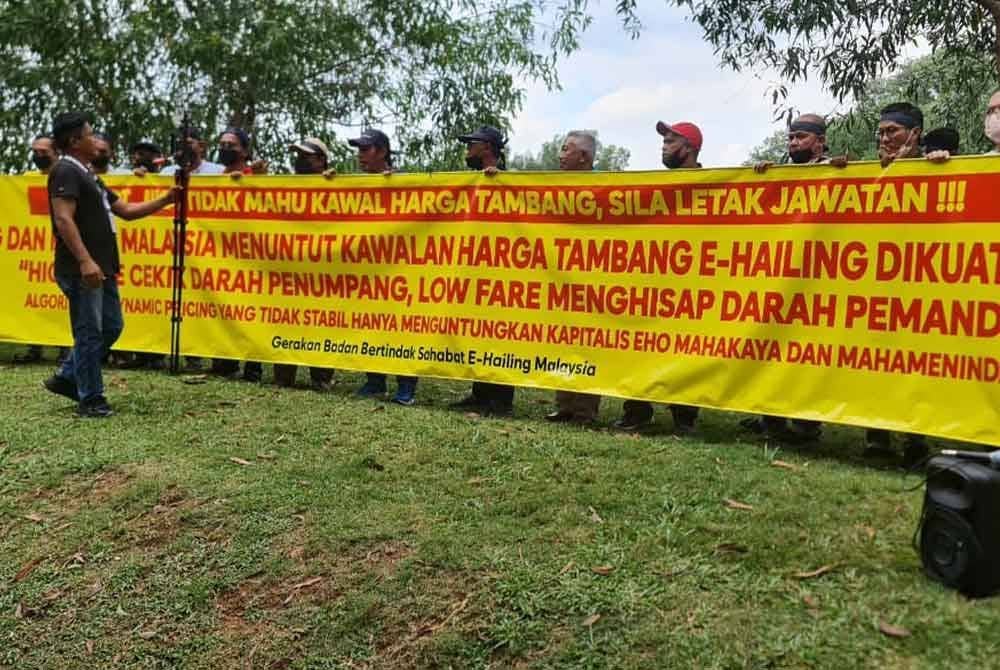 TIDAK MAHU KAWAL HARGA TAMBANG, SILA LETAK JAWATAN !!!
DAN MALAYSIA MENUNTUT KAWALAN HARGA TAMBANG E-HAILING DIKUAT
CEKIK DARAH PENUMPANG, LOW FARE MENGHISAP DARAH PEMAND
PRICING YANG TIDAK STABIL HANYA MENGUNTUNGKAN KAPITALIS EHO MAHAKAYA DAN MAHAMENIND
Gerakan Badan Bertindak Sahabat E-Hailing Malaysia